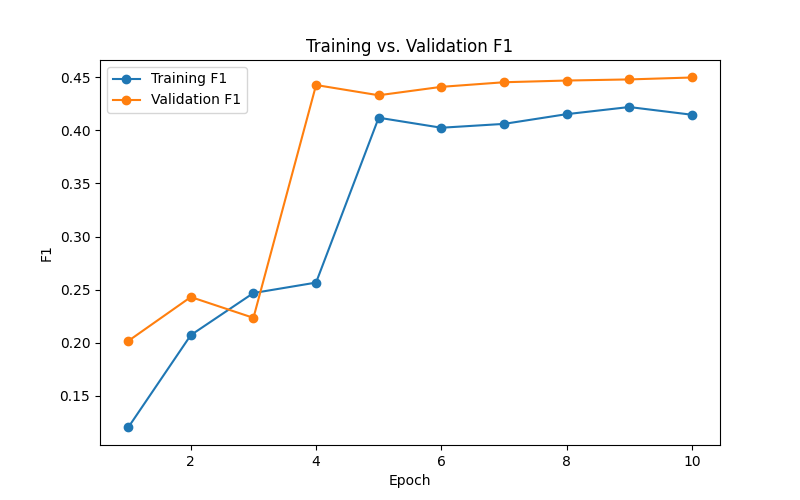 Training vs. Validation F1
Training F1
Validation F1
0.45
0.40
0.35
0.30
0.25
0.20
0.15
F1
2
4
6
8
10
Epoch